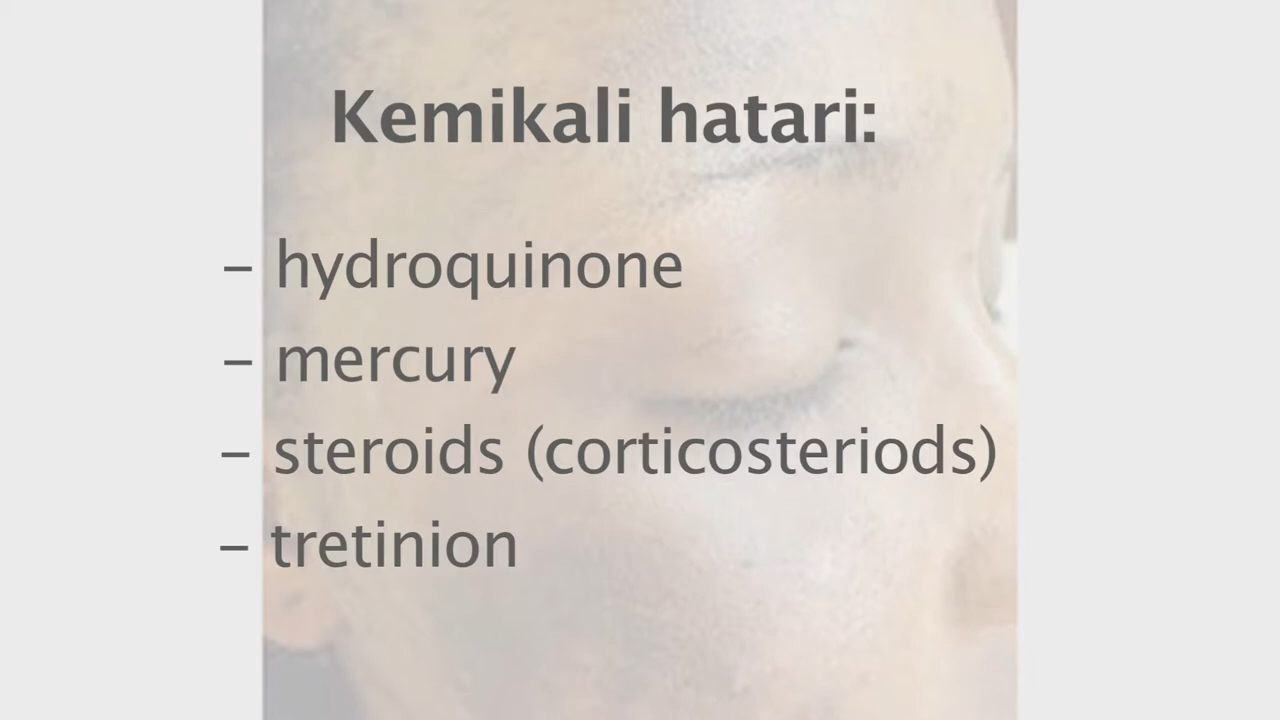 Kemikali hatari:
– hydroquinone
– mercury
– steroids (corticosteriods)
– tretinion